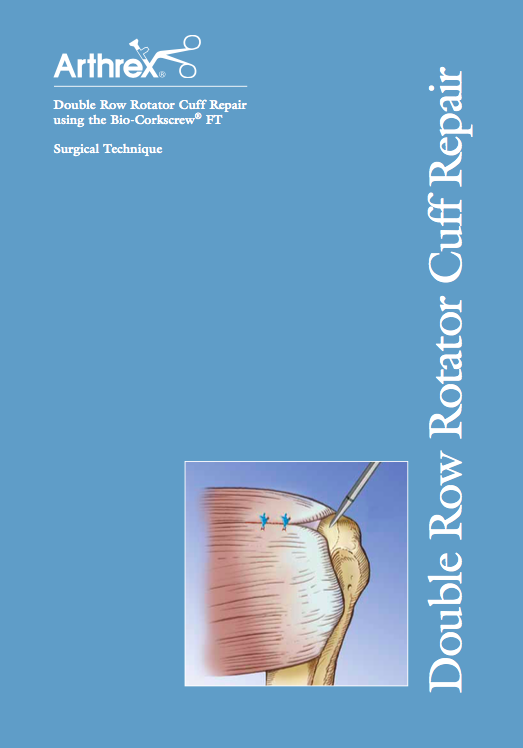 Arthrex®
Double Row Rotator Cuff Repair
using the Bio-Corkscrew® FT
Surgical Technique
Double Row Rotator Cuff Repair